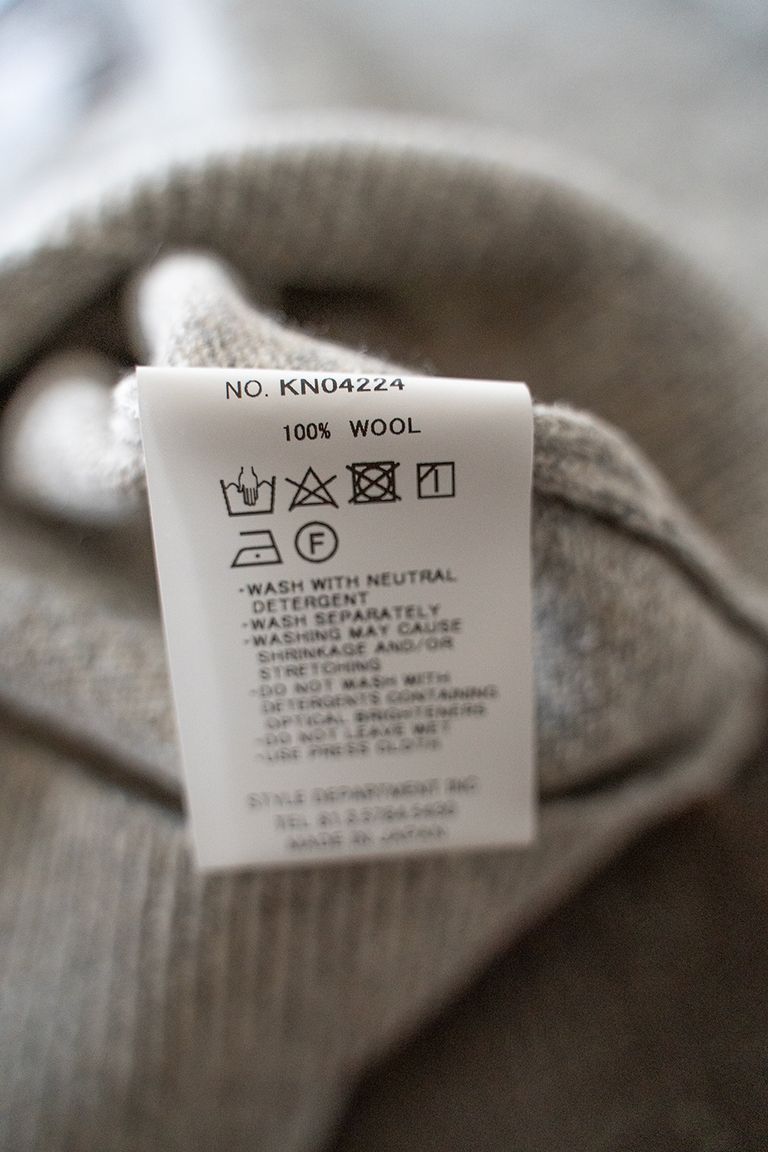 NO. KN04224
100% WOOL
F
-WASH WITH NEUTRAL
DETERGENT
-WASH SEPARATELY
-WASHING MAY CAUSE
SHRINKAGE AND/OR
STRETCHING
-DO NOT WASH WITH
DETERGENTS CONTAINING
OPTICAL BRIGHTENERS
-DO NOT LEAVE WET
-USE PRESS CLOTH
STYLE DEPARTMENT INC
TEL
MADE IN JAPAN